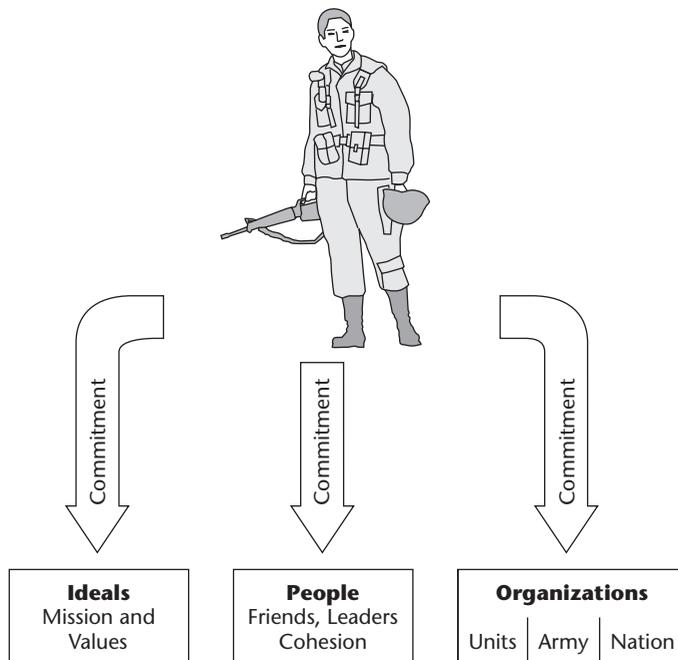 Commitment
Commitment
Commitment
Ideals
Mission and
Values
People
Friends, Leaders
Cohesion
Organizations
Units Army Nation